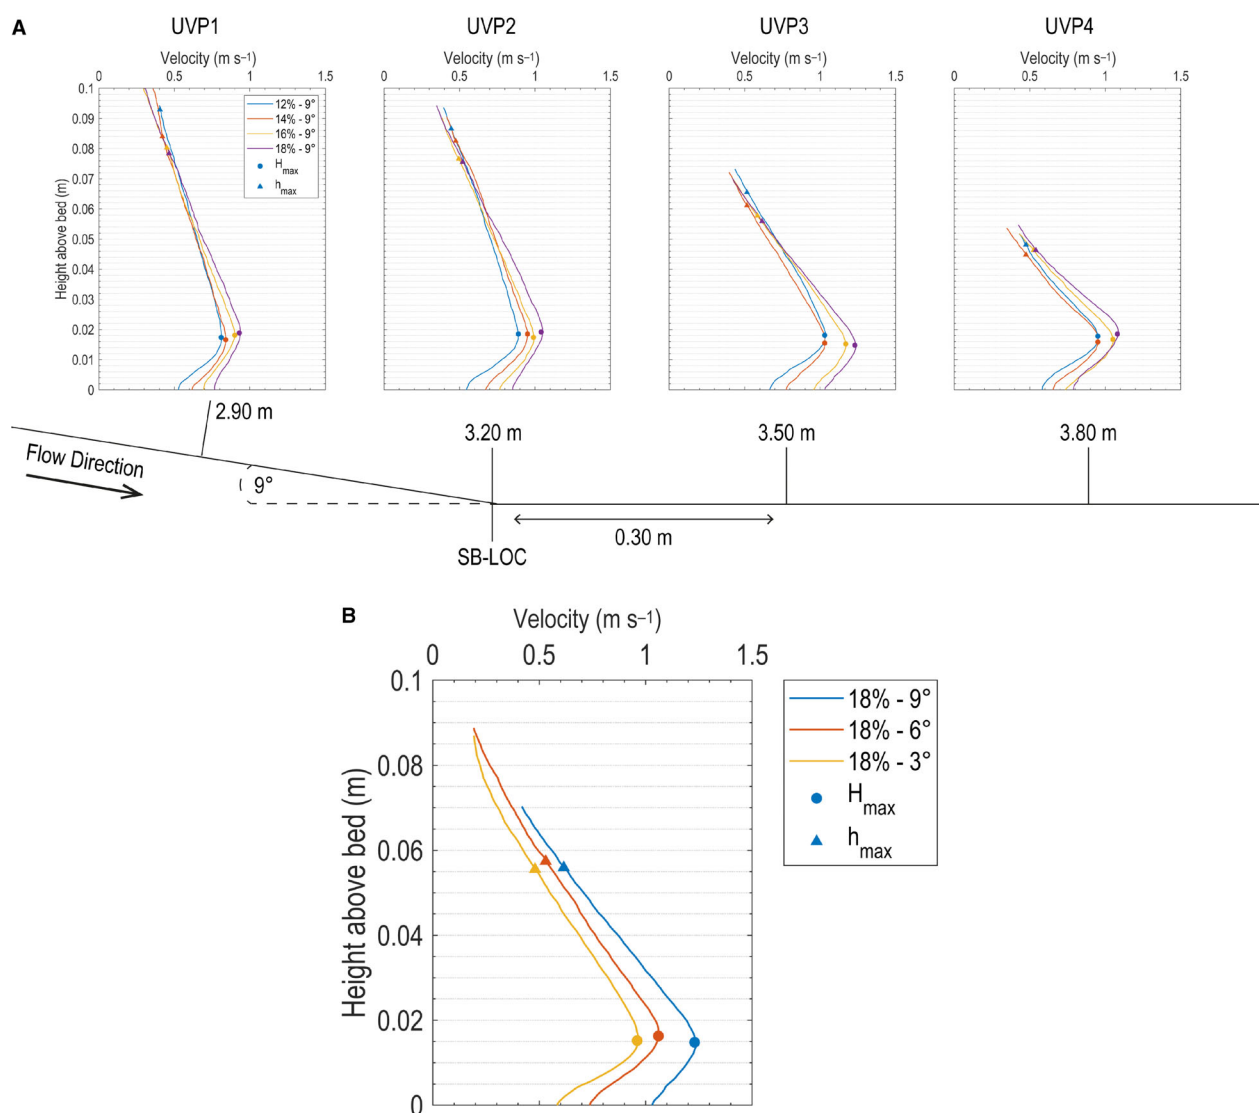 A
UVP1 UVP2 UVP3 UVP4
Velocity (m s–1) Velocity (m s–1) Velocity (m s–1) Velocity (m s–1)
0 0.5 1 1.5 0 0.5 1 1.5 0 0.5 1 1.5 0 0.5 1 1.5
0.1
0.09
0.08
0.07
0.06
0.05
0.04
0.03
0.02
0.01
0
Height above bed (m)
12% - 9°
14% - 9°
16% - 9°
18% - 9°
Hmax
hmax
2.90 m
3.20 m 3.50 m 3.80 m
Flow Direction
9°
0.30 m
SB-LOC
B
Velocity (m s–1)
0 0.5 1 1.5
0.1
0.08
0.06
0.04
0.02
0
Height above bed (m)
18% - 9°
18% - 6°
18% - 3°
Hmax
hmax